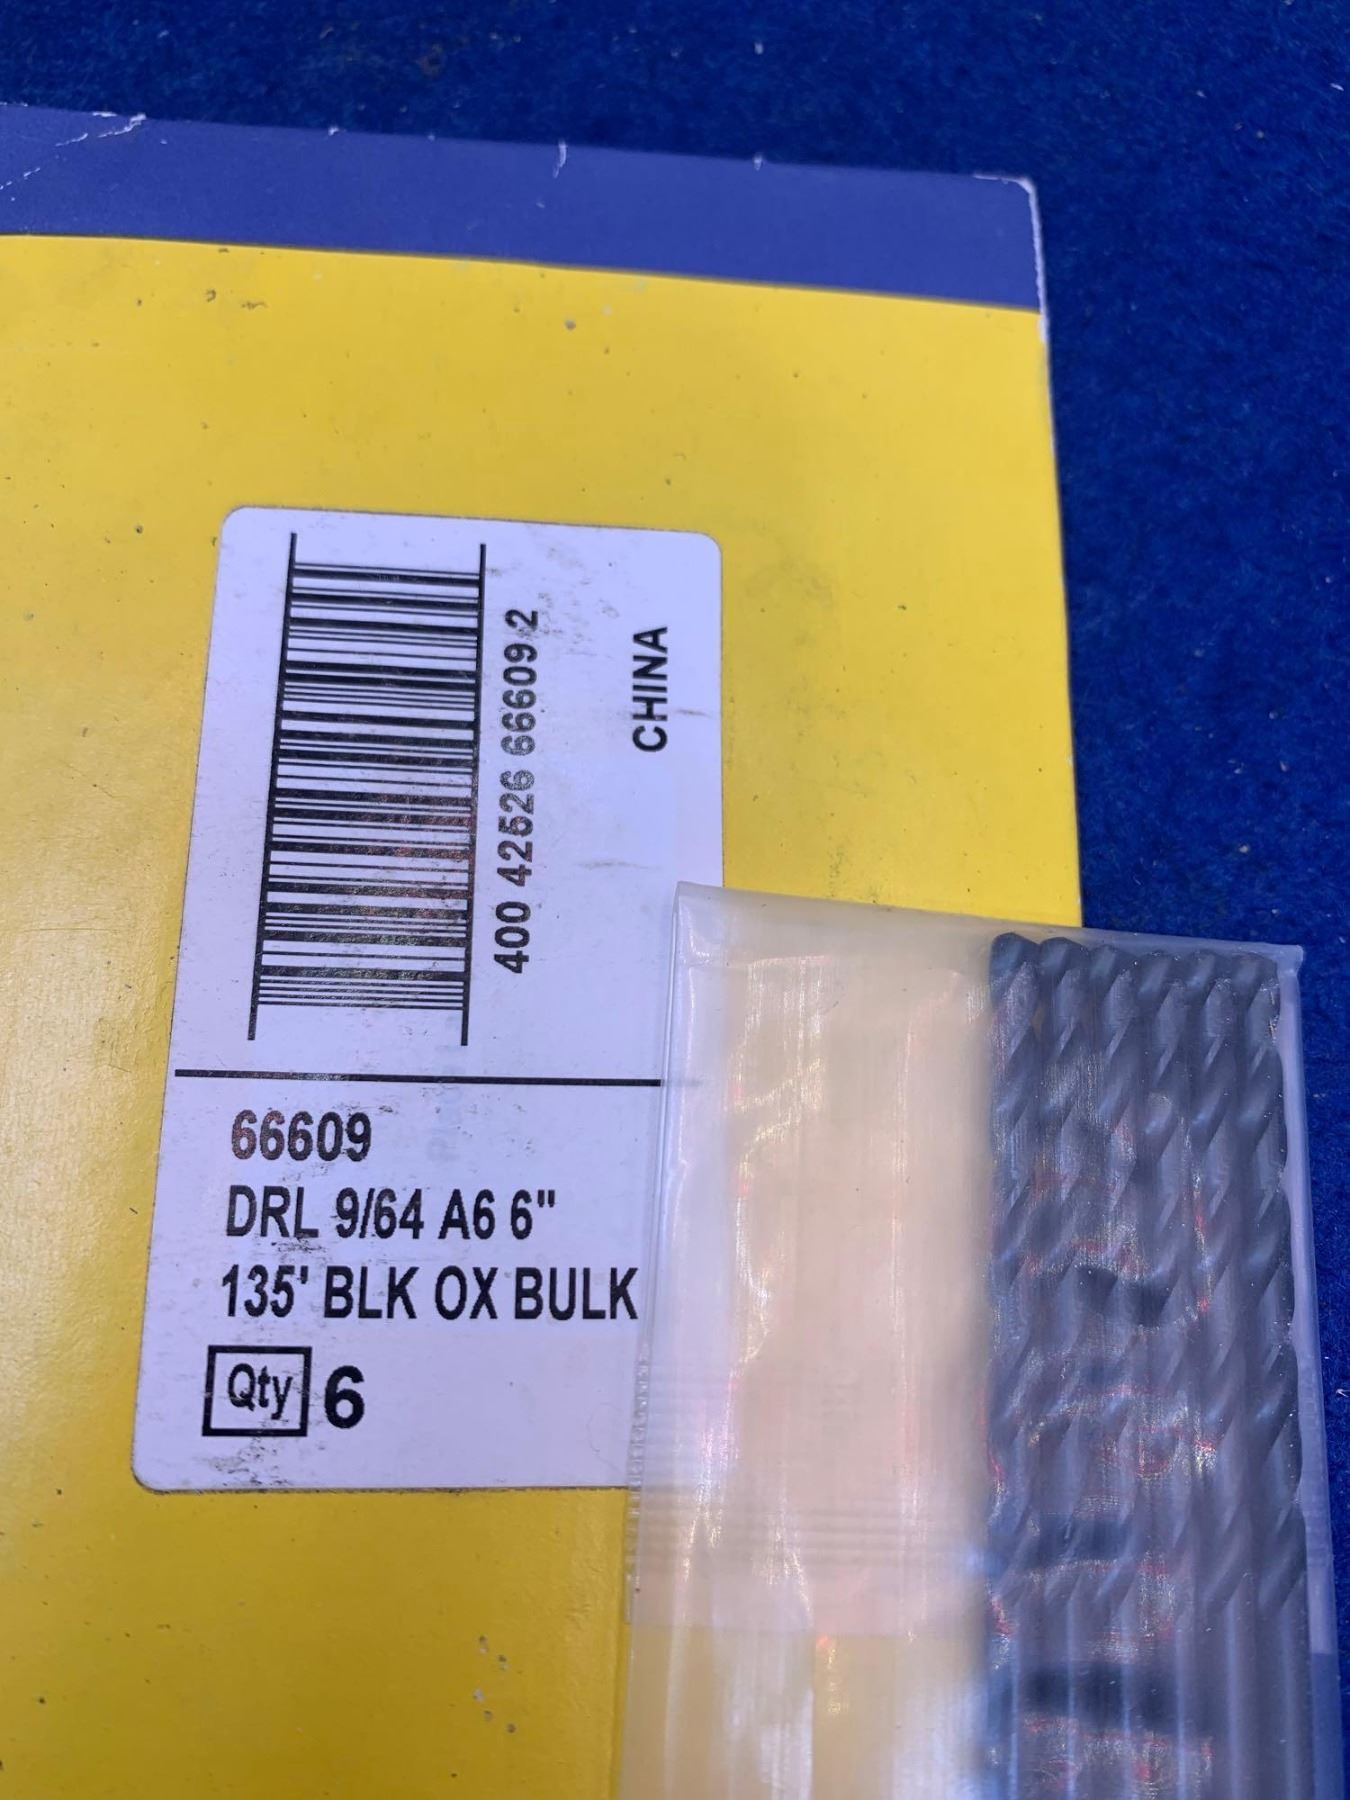 400 42526 66609 2
CHINA
66609
DRL 9/64 A6 6"
135' BLK OX BULK
Qty 6